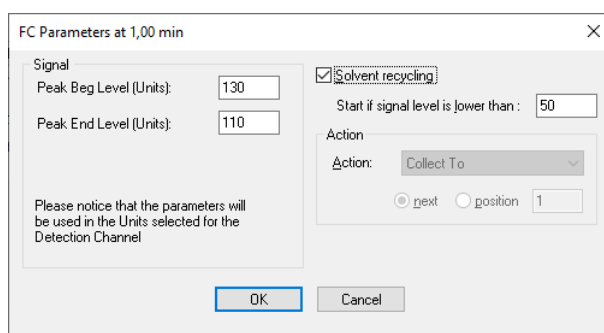 FC Parameters at 1,00 min
Signal
Peak Beg Level (Units): 130
Peak End Level (Units): 110
Please notice that the parameters will
be used in the Units selected for the
Detection Channel
Solvent recycling
Start if signal level is lower than : 50
Action
Action: Collect To
next position 1
OK Cancel